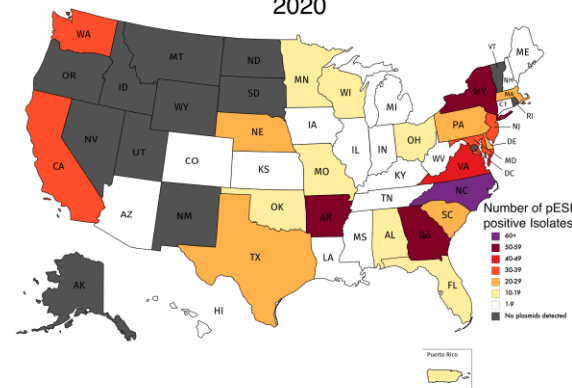 2020
WA
OR
CA
NV
ID
MT
WY
UT
AZ
CO
NM
ND
SD
NE
KS
OK
TX
MN
IA
MO
AR
LA
WI
IL
MI
IN
OH
KY
TN
MS
AL
GA
FL
SC
NC
VA
WV
PA
NY
VT
NH
ME
MA
CT
RI
NJ
DE
MD
DC
AK
HI
Number of pESI
positive Isolates
60+
50-59
40-49
30-39
20-29
10-19
1-9
No plasmids detected
Puerto Rico